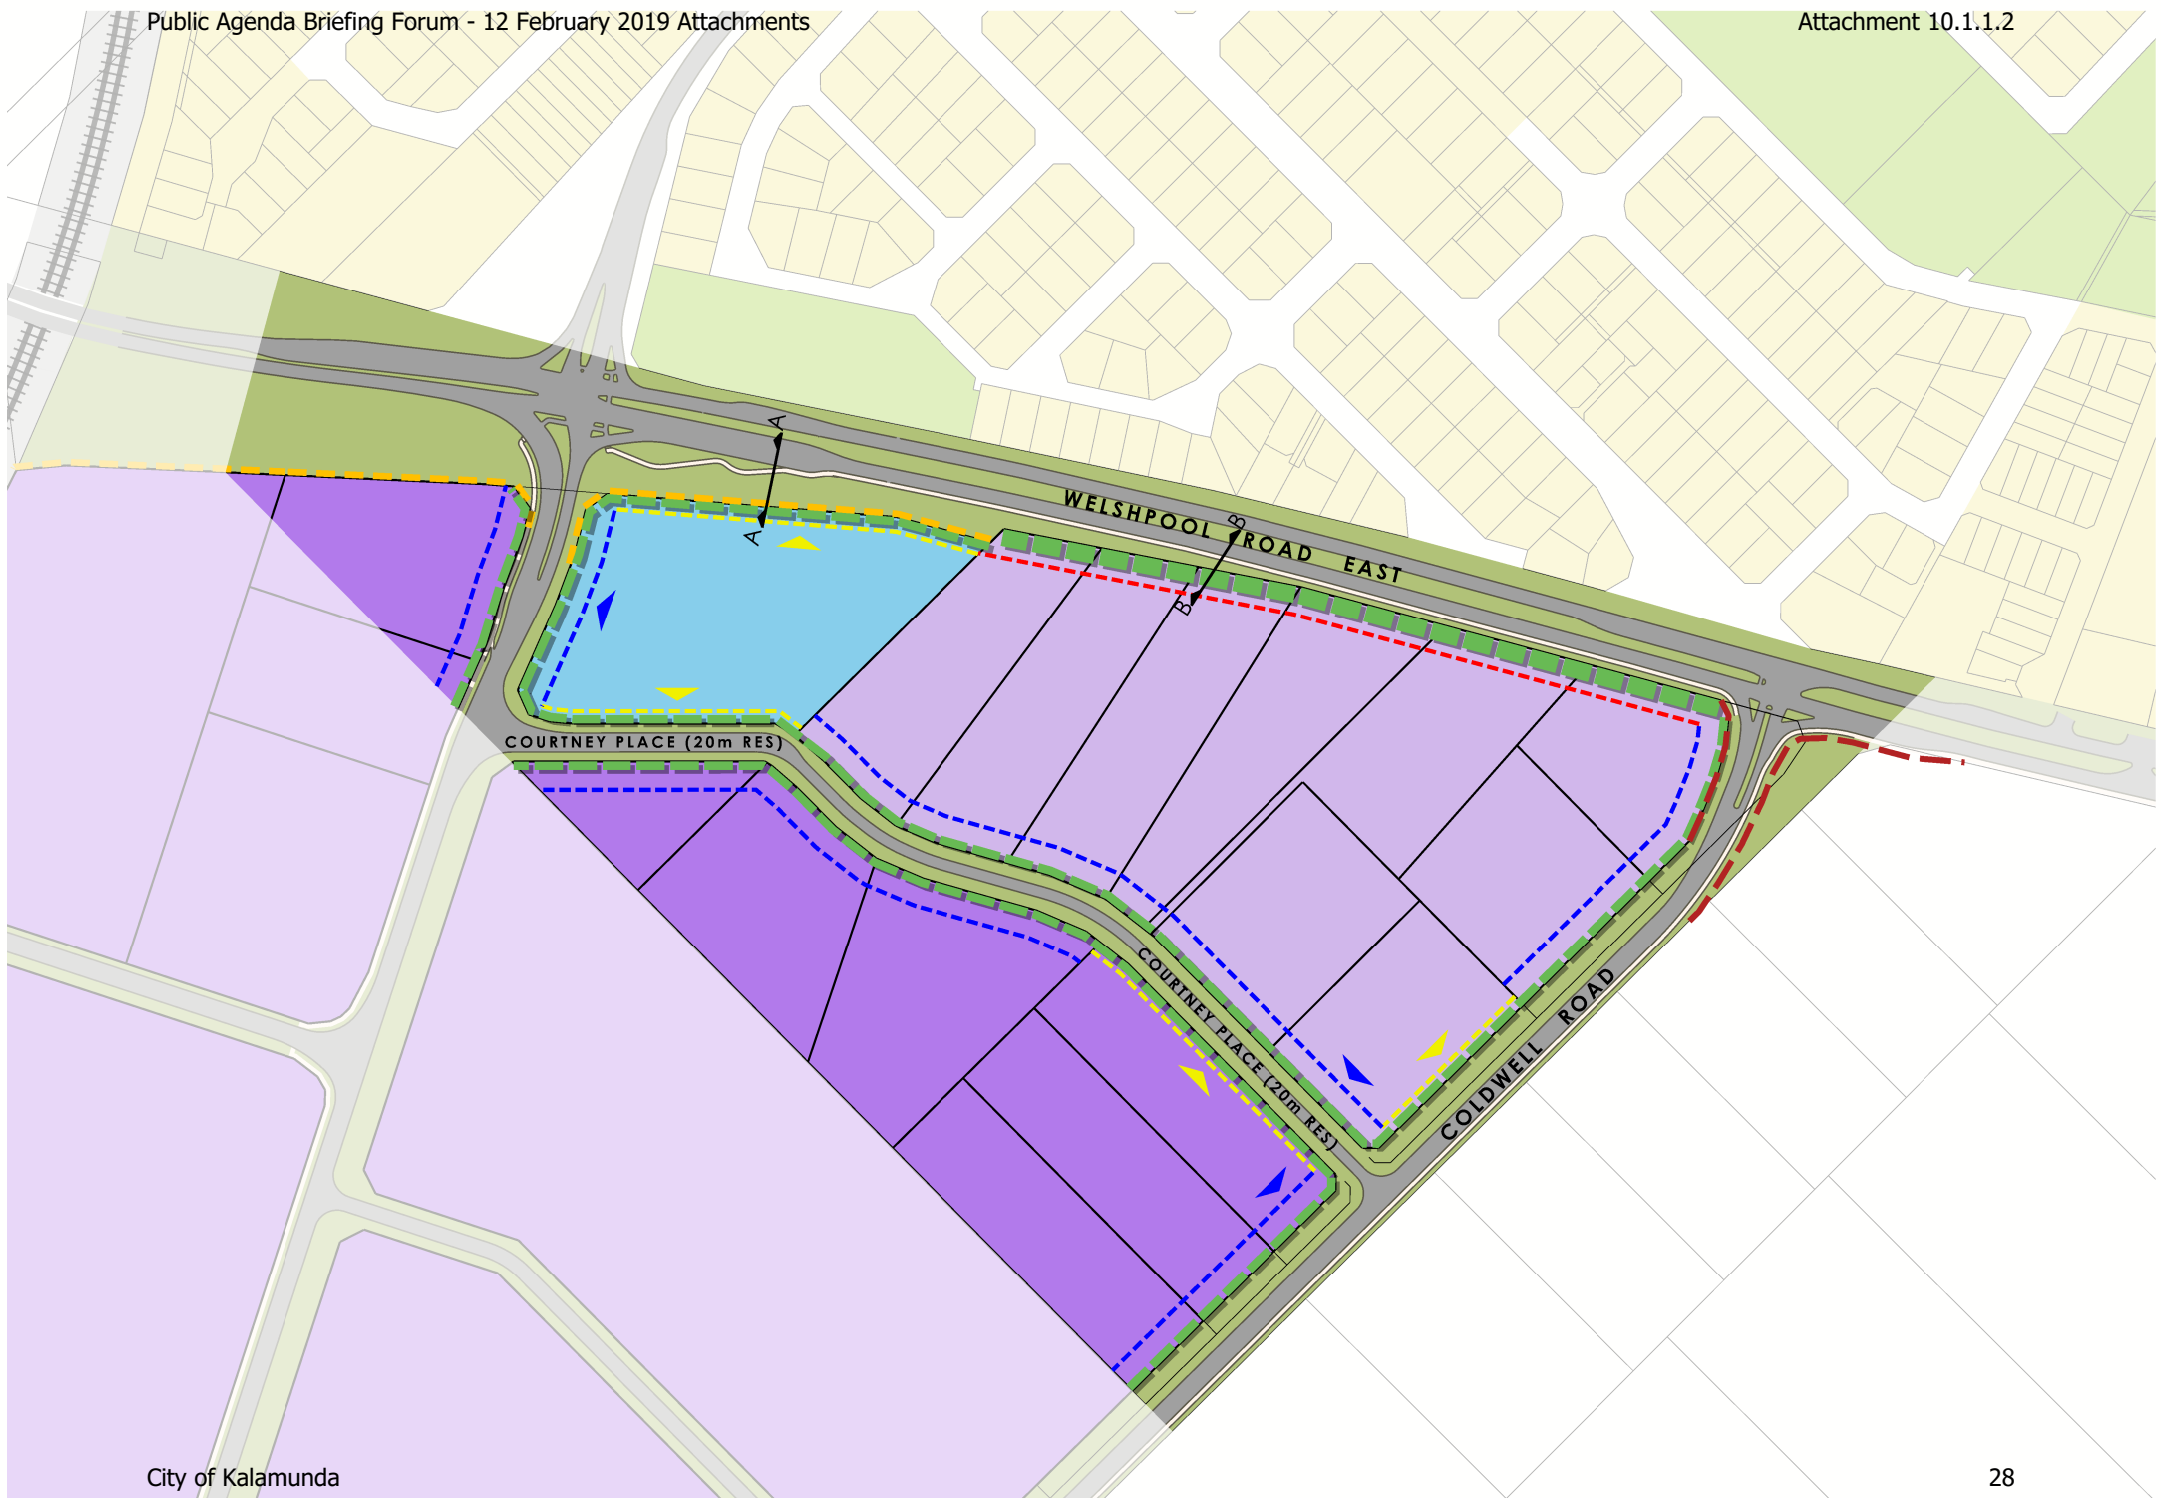 Public Agenda Briefing Forum - 12 February 2019 Attachments
Attachment 10.1.1.2
A
A
WELSHPOOL ROAD EAST
B
B
COURTNEY PLACE (20m RES)
COURTNEY PLACE (20m RES)
COLDWELL ROAD
City of Kalamunda
28